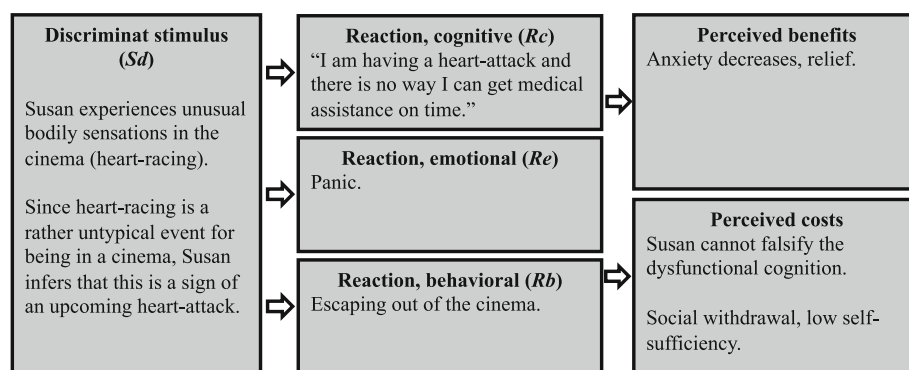 Discriminat stimulus
(Sd)
Susan experiences unusual
bodily sensations in the
cinema (heart-racing).
Since heart-racing is a
rather untypical event for
being in a cinema, Susan
infers that this is a sign of
an upcoming heart-attack.
Reaction, cognitive (Rc)
“I am having a heart-attack and
there is no way I can get medical
assistance on time.”
Reaction, emotional (Re)
Panic.
Reaction, behavioral (Rb)
Escaping out of the cinema.
Perceived benefits
Anxiety decreases, relief.
Perceived costs
Susan cannot falsify the
dysfunctional cognition.
Social withdrawal, low self-
sufficiency.